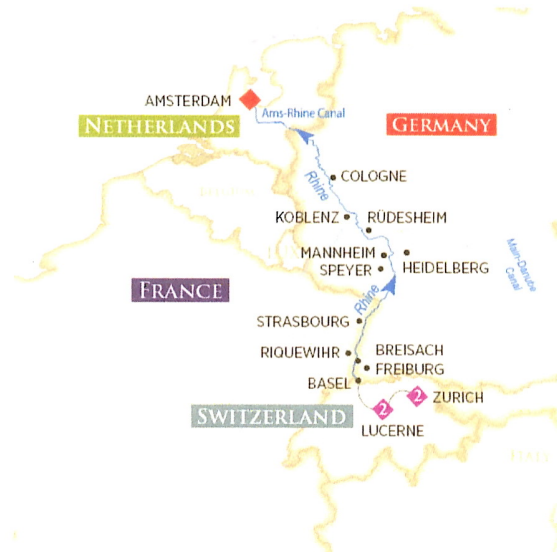 AMSTERDAM
Ams-Rhine Canal
NETHERLANDS
GERMANY
COLOGNE
Rhine
KOBLENZ
RÜDESHEIM
MANNHEIM
SPEYER
HEIDELBERG
Main-Danube
Canal
FRANCE
Rhine
STRASBOURG
RIQUEWIHR
BREISACH
FREIBURG
BASEL
2
2
ZURICH
SWITZERLAND
LUCERNE
ITALY